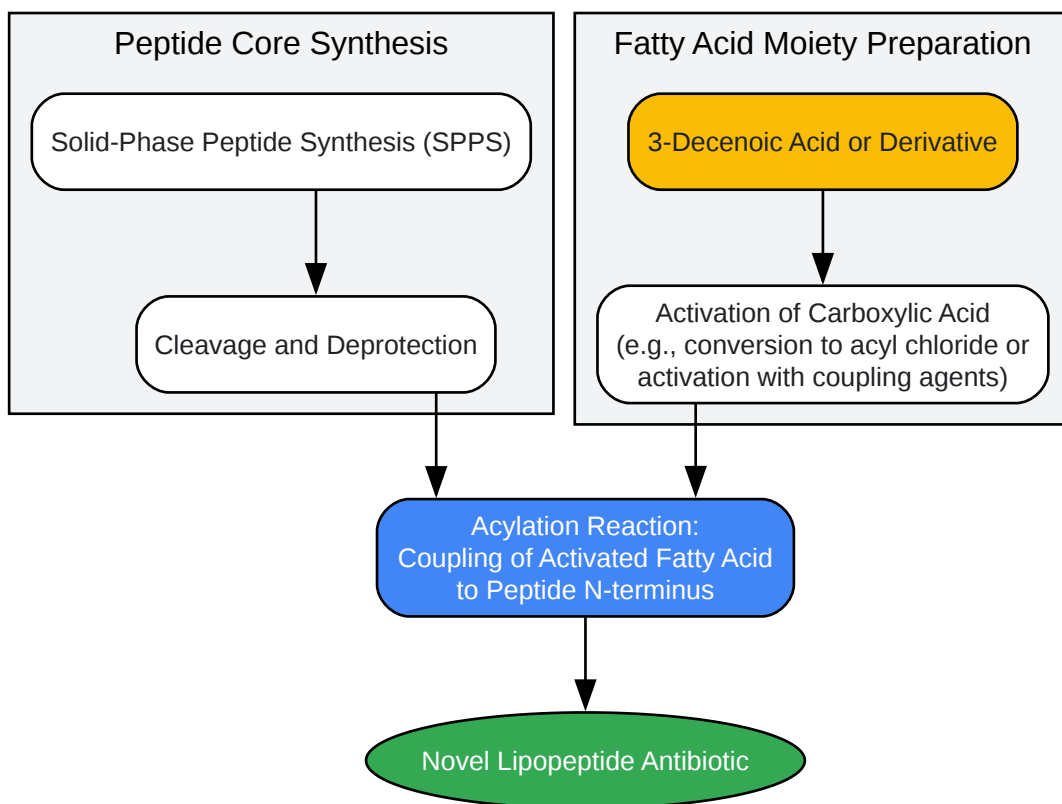 Peptide Core Synthesis
Solid-Phase Peptide Synthesis (SPPS)
Cleavage and Deprotection
Fatty Acid Moiety Preparation
3-Decenoic Acid or Derivative
Activation of Carboxylic Acid
(e.g., conversion to acyl chloride or
activation with coupling agents)
Acylation Reaction:
Coupling of Activated Fatty Acid
to Peptide N-terminus
Novel Lipopeptide Antibiotic